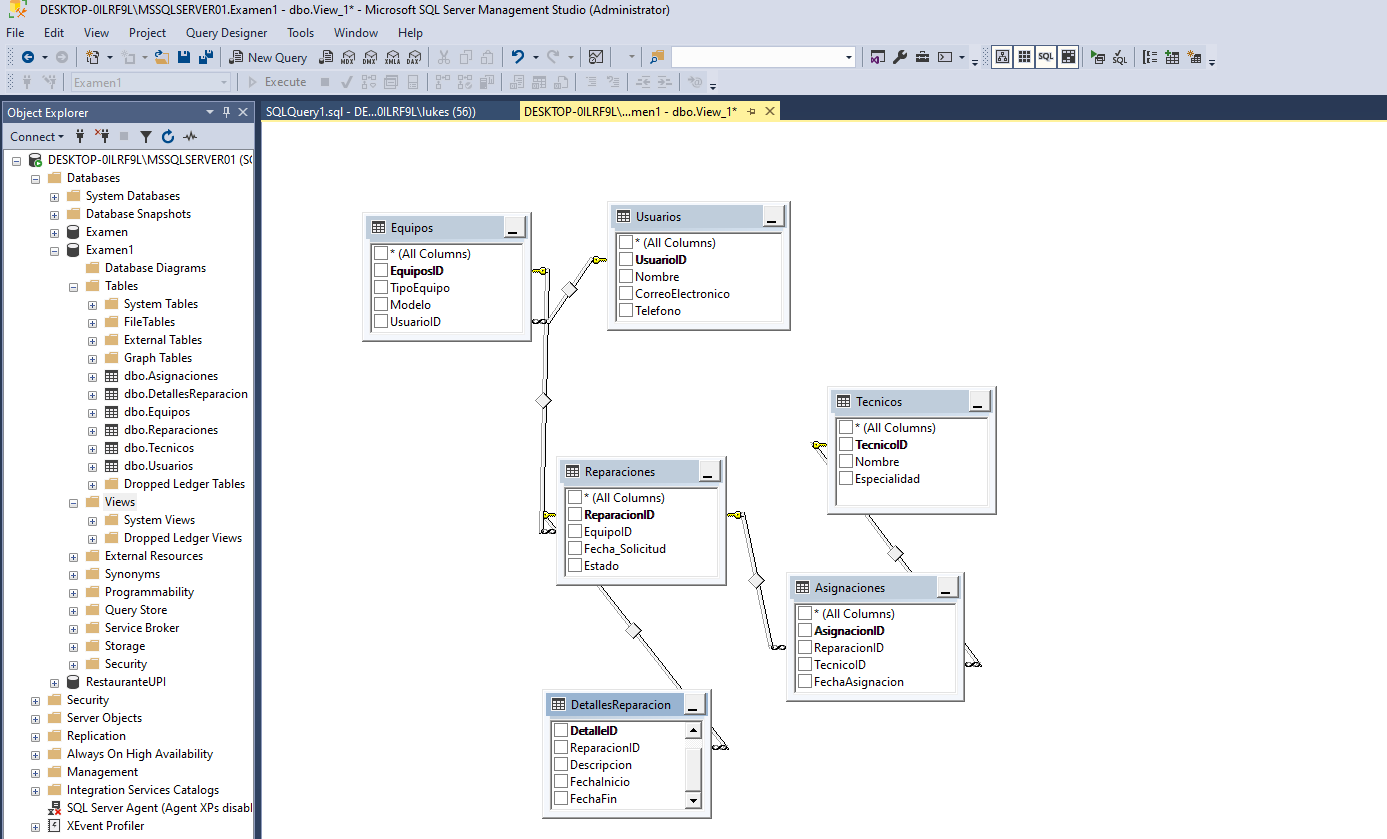 DESKTOP-0ILRF9L\MSSQLSERVER01.Examen1 - dbo.View_1* - Microsoft SQL Server Management Studio (Administrator)
File Edit View Project Query Designer Tools Window Help
New Query MDX DMX XMLA DAX SQL SQL
Examen1 Execute
Object Explorer
SQLQuery1.sql - DE...0ILRF9L\lukes (56)) DESKTOP-0ILRF9L\...men1 - dbo.View_1*
Connect
DESKTOP-0ILRF9L\MSSQLSERVER01 (SQ
Databases
System Databases
Database Snapshots
Examen
Examen1
Database Diagrams
Tables
System Tables
FileTables
External Tables
Graph Tables
dbo.Asignaciones
dbo.DetallesReparacion
dbo.Equipos
dbo.Reparaciones
dbo.Tecnicos
dbo.Usuarios
Dropped Ledger Tables
Views
System Views
Dropped Ledger Views
External Resources
Synonyms
Programmability
Query Store
Service Broker
Storage
Security
RestauranteUPI
Security
Server Objects
Replication
Always On High Availability
Management
Integration Services Catalogs
SQL Server Agent (Agent XPs disabl
XEvent Profiler
Equipos
* (All Columns)
EquiposID
TipoEquipo
Modelo
UsuarioID
Usuarios
* (All Columns)
UsuarioID
Nombre
CorreoElectronico
Telefono
Tecnicos
* (All Columns)
TecnicoID
Nombre
Especialidad
Reparaciones
* (All Columns)
ReparacionID
EquipoID
Fecha_Solicitud
Estado
Asignaciones
* (All Columns)
AsignacionID
ReparacionID
TecnicoID
FechaAsignacion
DetallesReparacion
DetalleID
ReparacionID
Descripcion
FechaInicio
FechaFin